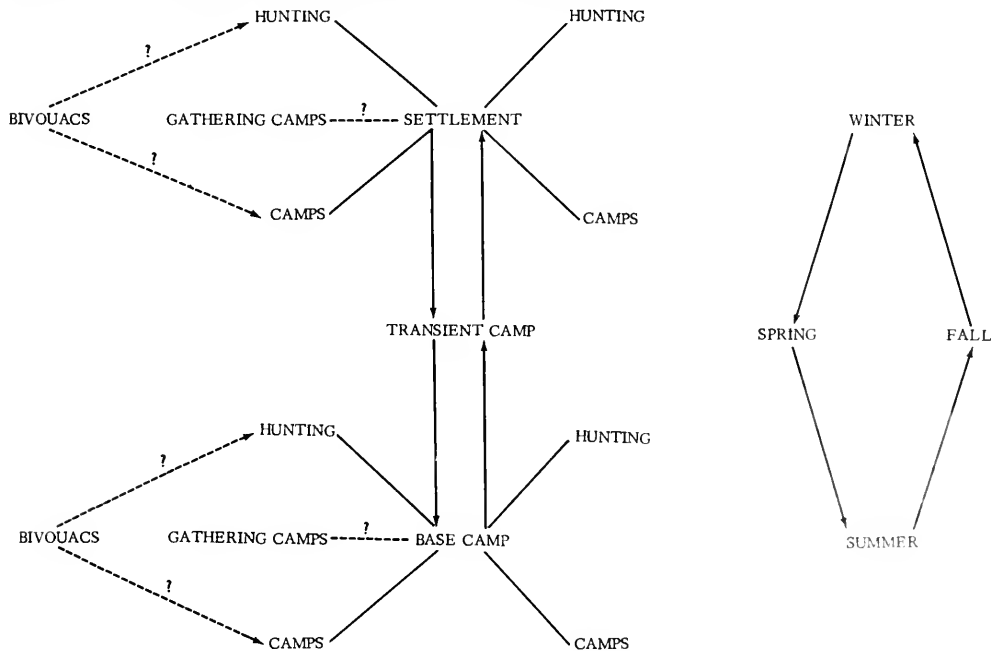 HUNTING HUNTING
?
BIVOUACS GATHERING CAMPS ? SETTLEMENT WINTER
?
CAMPS CAMPS
TRANSIENT CAMP SPRING FALL
HUNTING HUNTING
?
BIVOUACS GATHERING CAMPS ? BASE CAMP SUMMER
?
CAMPS CAMPS